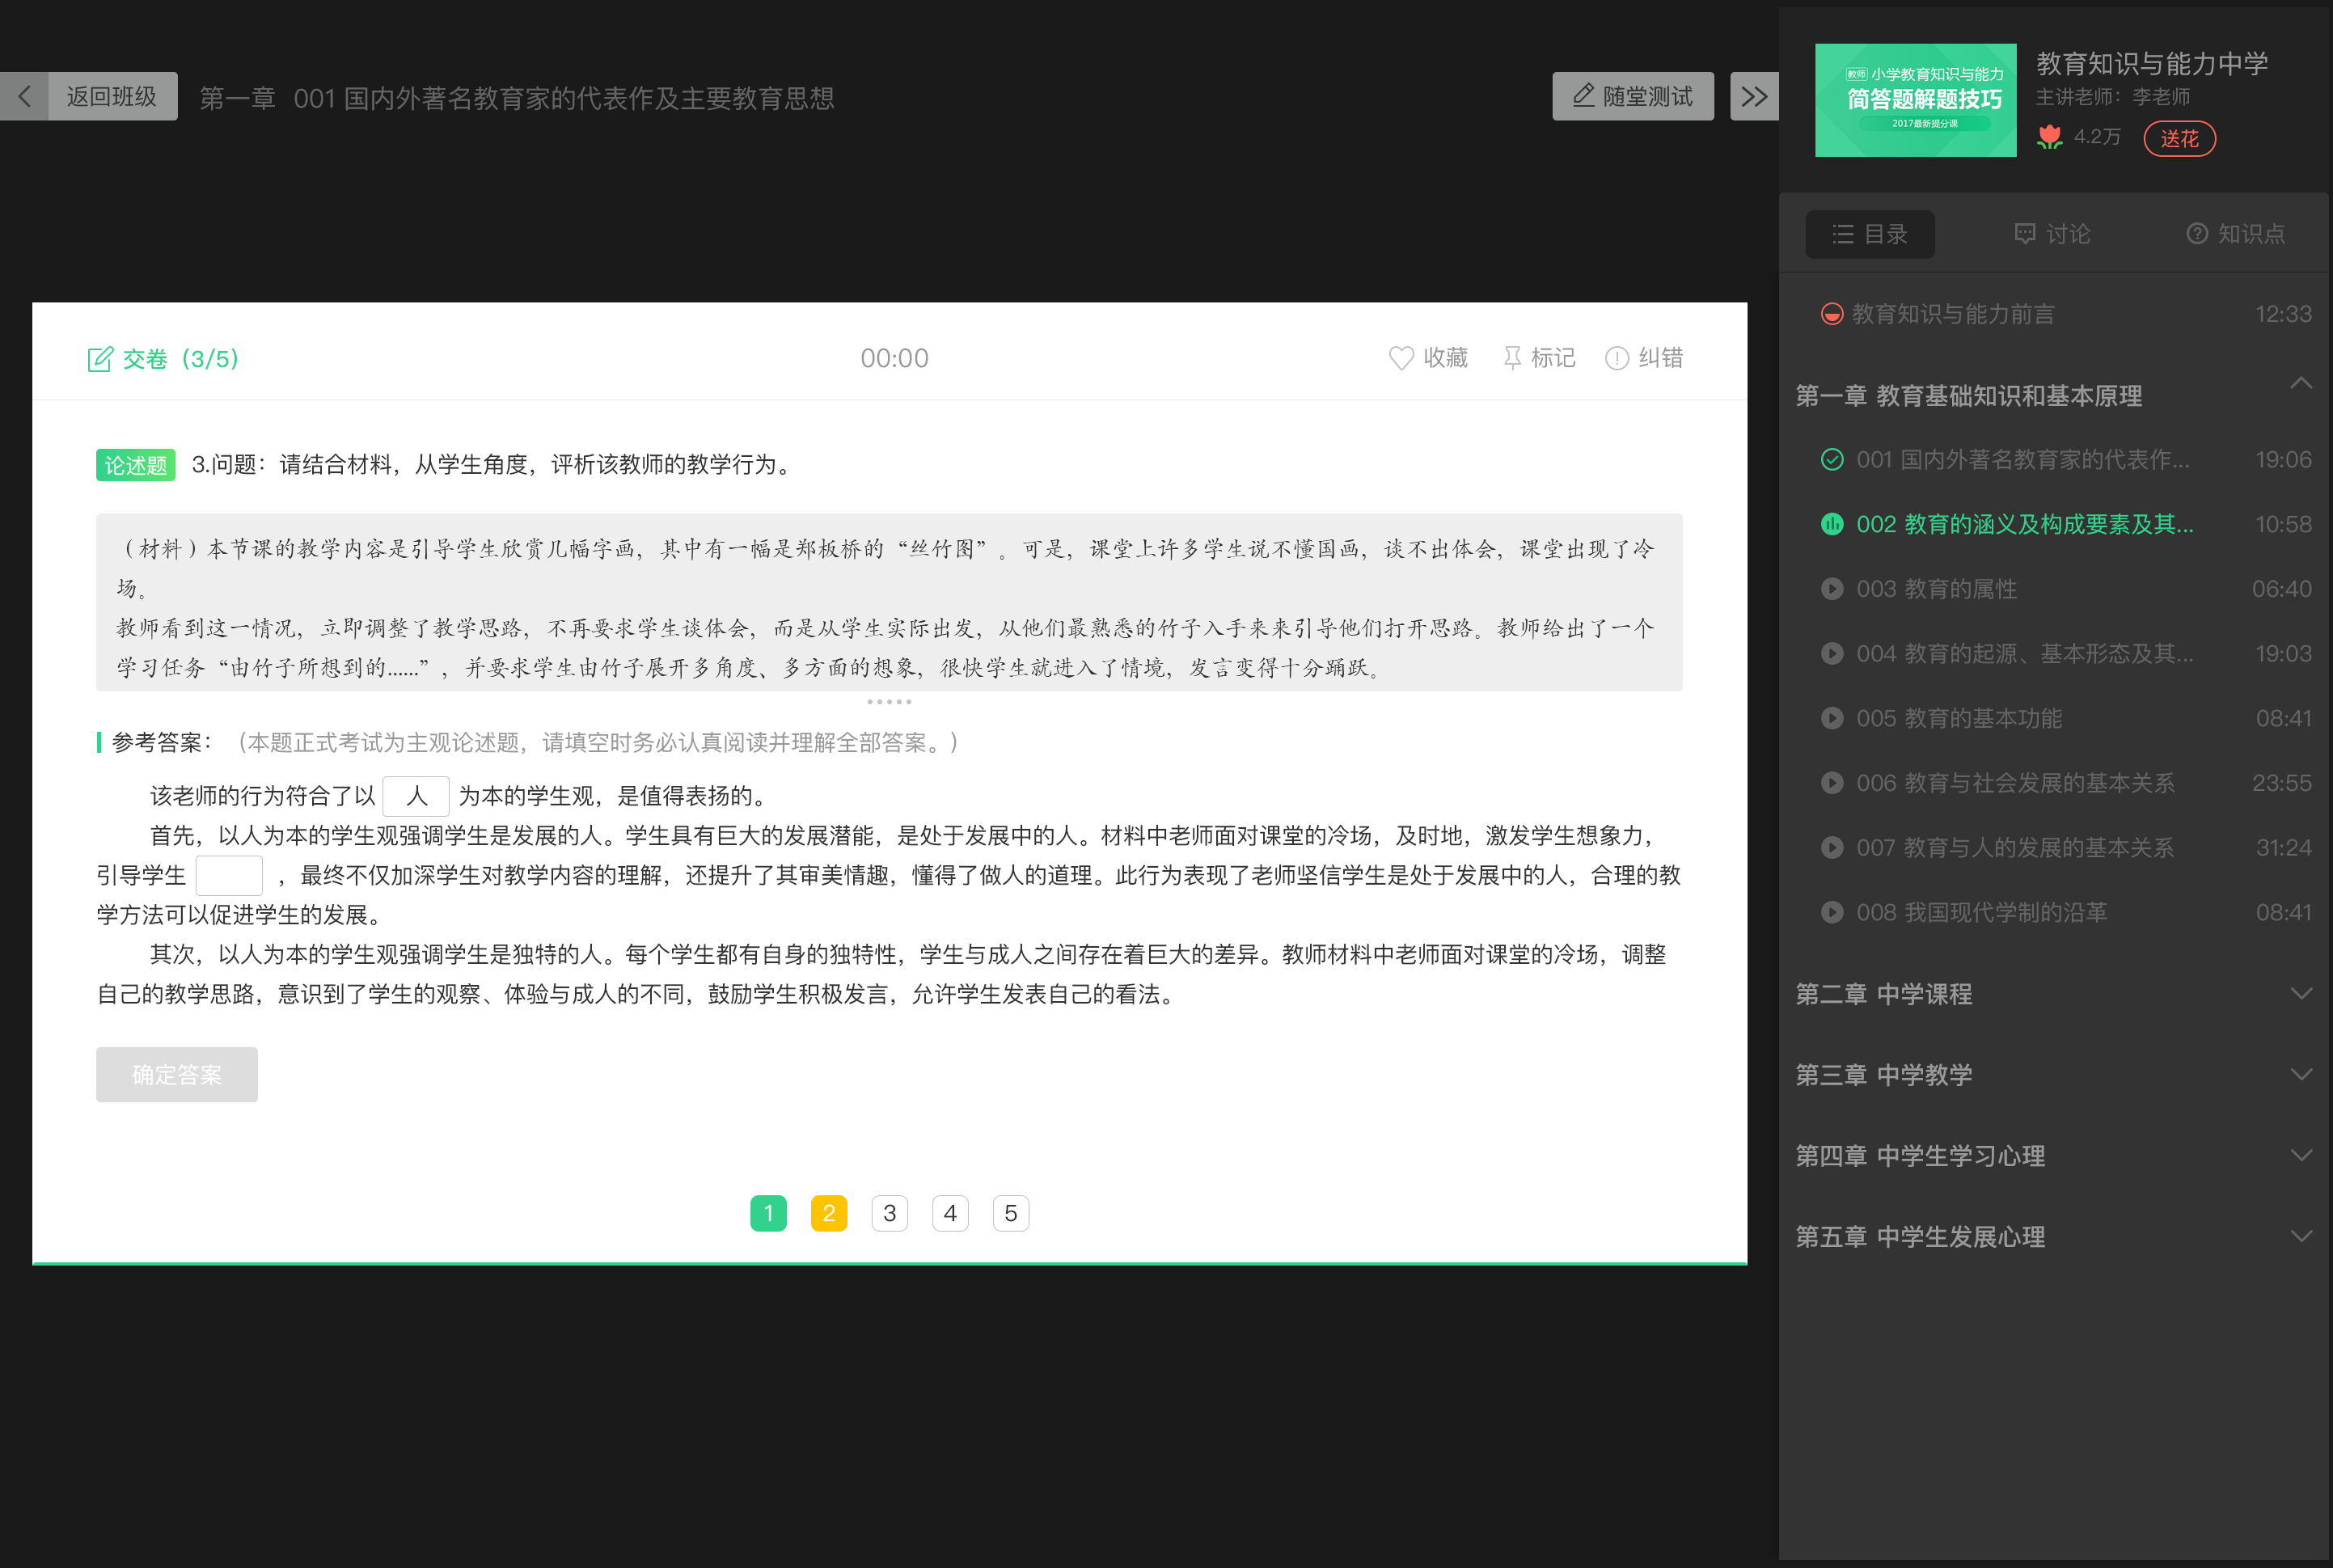 返回班级
第一章 001 国内外著名教育家的代表作及主要教育思想
随堂测试
教师 小学教育知识与能力
简答题解题技巧
2017最新提分课
教育知识与能力中学
主讲老师：李老师
4.2万 送花
目录 讨论 知识点
教育知识与能力前言 12:33
第一章 教育基础知识和基本原理
001 国内外著名教育家的代表作... 19:06
002 教育的涵义及构成要素及其... 10:58
003 教育的属性 06:40
004 教育的起源、基本形态及其... 19:03
005 教育的基本功能 08:41
006 教育与社会发展的基本关系 23:55
007 教育与人的发展的基本关系 31:24
008 我国现代学制的沿革 08:41
第二章 中学课程
第三章 中学教学
第四章 中学生学习心理
第五章 中学生发展心理
交卷（3/5） 00:00 收藏 标记 纠错
论述题 3.问题：请结合材料，从学生角度，评析该教师的教学行为。
（材料）本节课的教学内容是引导学生欣赏几幅字画，其中有一幅是郑板桥的“丝竹图”。可是，课堂上许多学生说不懂国画，谈不出体会，课堂出现了冷
场。
教师看到这一情况，立即调整了教学思路，不再要求学生谈体会，而是从学生实际出发，从他们最熟悉的竹子入手来来引导他们打开思路。教师给出了一个
学习任务“由竹子所想到的......”，并要求学生由竹子展开多角度、多方面的想象，很快学生就进入了情境，发言变得十分踊跃。
参考答案：（本题正式考试为主观论述题，请填空时务必认真阅读并理解全部答案。）
该老师的行为符合了以 人 为本的学生观，是值得表扬的。
首先，以人为本的学生观强调学生是发展的人。学生具有巨大的发展潜能，是处于发展中的人。材料中老师面对课堂的冷场，及时地，激发学生想象力，
引导学生 ，最终不仅加深学生对教学内容的理解，还提升了其审美情趣，懂得了做人的道理。此行为表现了老师坚信学生是处于发展中的人，合理的教
学方法可以促进学生的发展。
其次，以人为本的学生观强调学生是独特的人。每个学生都有自身的独特性，学生与成人之间存在着巨大的差异。教师材料中老师面对课堂的冷场，调整
自己的教学思路，意识到了学生的观察、体验与成人的不同，鼓励学生积极发言，允许学生发表自己的看法。
确定答案
1 2 3 4 5